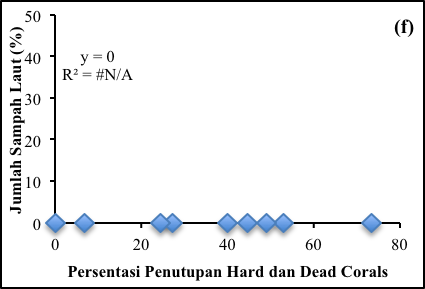 (f)
y = 0
R² = #N/A
Jumlah Sampah Laut (%)
50
40
30
20
10
0
0 20 40 60 80
Persentasi Penutupan Hard dan Dead Corals